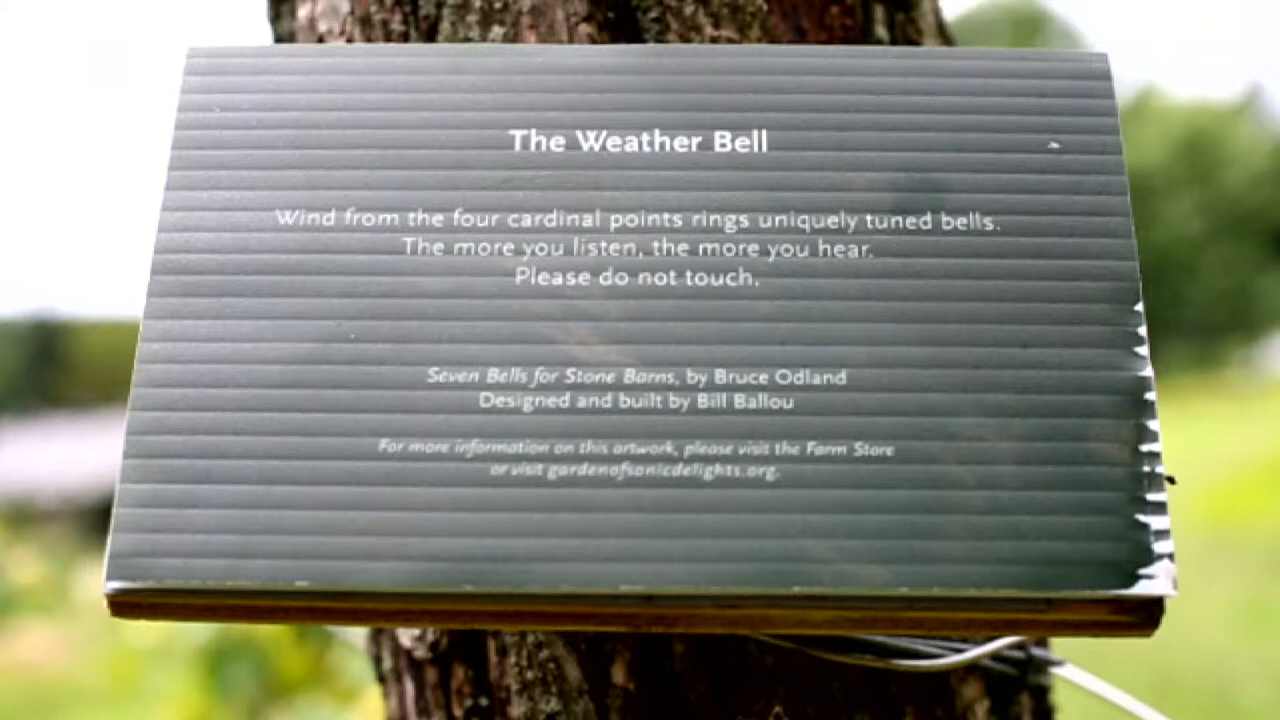 The Weather Bell
Wind from the four cardinal points rings uniquely tuned bells.
The more you listen, the more you hear.
Please do not touch.
Seven Bells for Stone Barns, by Bruce Odland
Designed and built by Bill Ballou
For more information on this artwork, please visit the Farm Store
or visit gardenofsonicdelights.org.